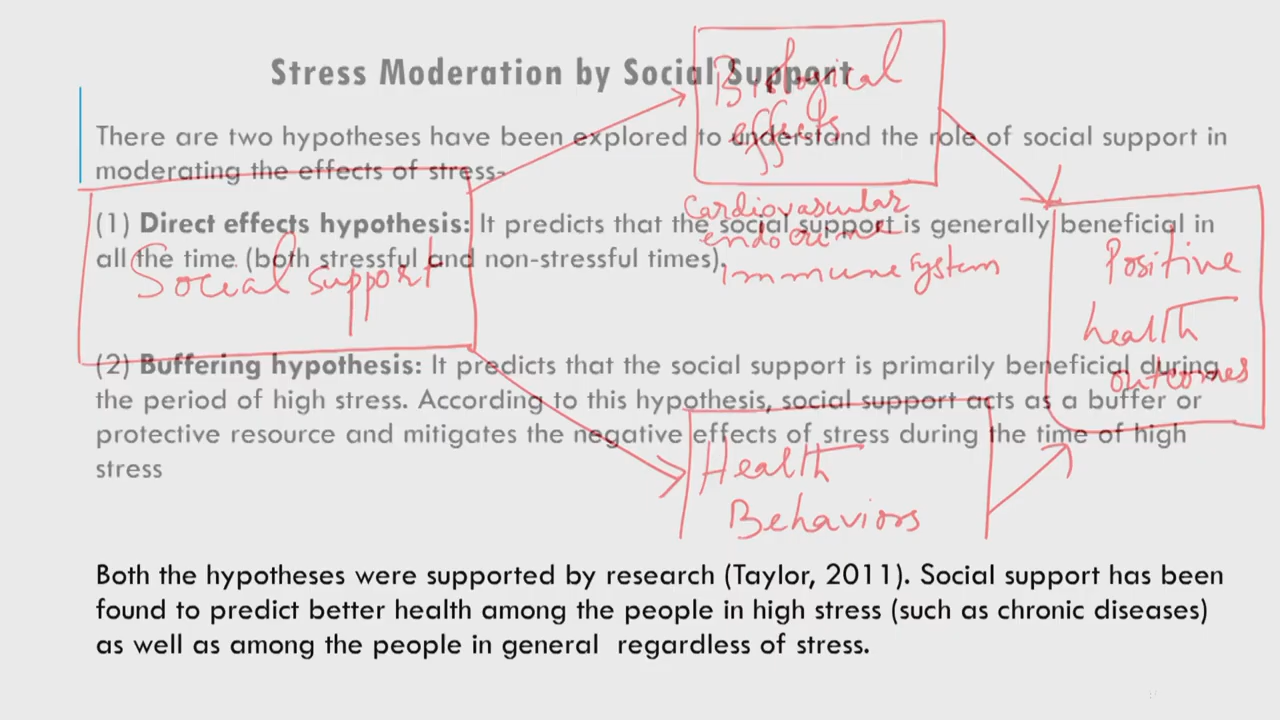 Stress Moderation by Social Support
There are two hypotheses have been explored to understand the role of social support in
moderating the effects of stress-
(1) Direct effects hypothesis: It predicts that the social support is generally beneficial in
all the time (both stressful and non-stressful times).
(2) Buffering hypothesis: It predicts that the social support is primarily beneficial during
the period of high stress. According to this hypothesis, social support acts as a buffer or
protective resource and mitigates the negative effects of stress during the time of high
stress
Both the hypotheses were supported by research (Taylor, 2011). Social support has been
found to predict better health among the people in high stress (such as chronic diseases)
as well as among the people in general regardless of stress.
Social support
Biological
effects
Cardiovascular
endocrine
immune system
Health
Behaviors
Positive
health
outcomes